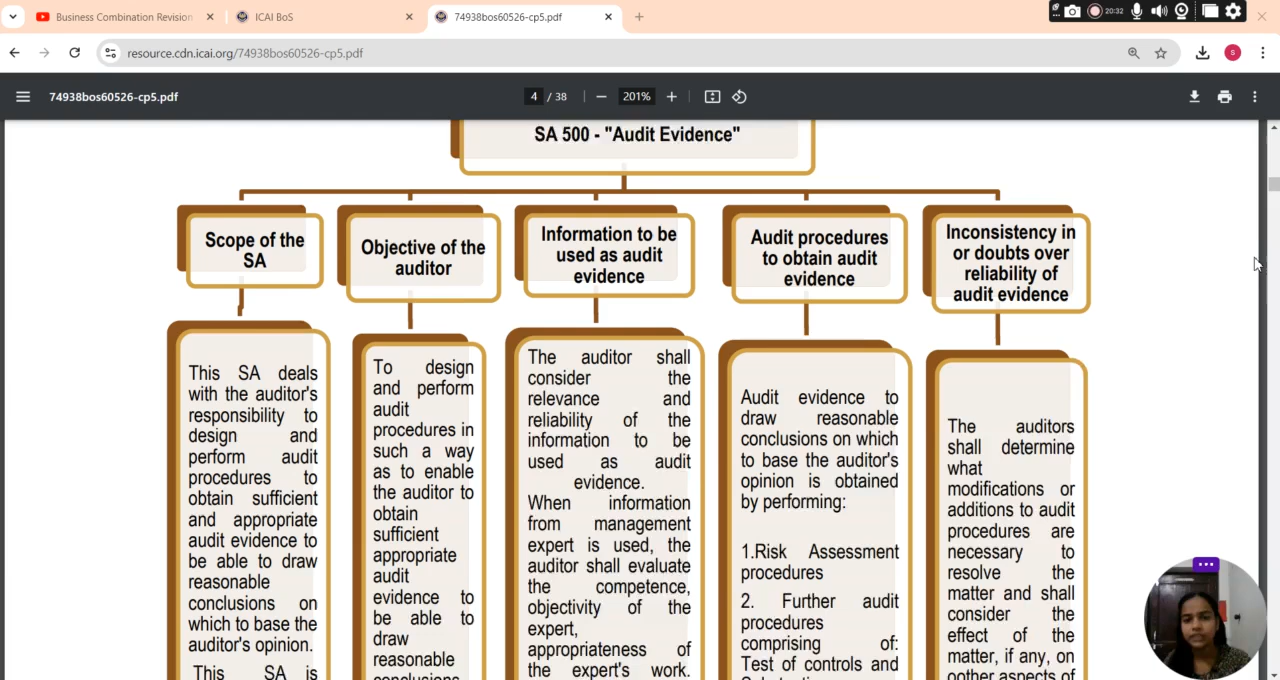 Business Combination Revision
ICAI BoS
74938bos60526-cp5.pdf
20:32
resource.cdn.icai.org/74938bos60526-cp5.pdf
S
74938bos60526-cp5.pdf
4 / 38
201%
SA 500 - "Audit Evidence"
Scope of the
SA
This SA deals
with the auditor's
responsibility to
design and
perform audit
procedures to
obtain sufficient
and appropriate
audit evidence to
be able to draw
reasonable
conclusions on
which to base the
auditor's opinion.
This SA is
Objective of the
auditor
To design
and perform
audit
procedures in
such a way
as to enable
the auditor to
obtain
sufficient
appropriate
audit
evidence to
be able to
draw
reasonable
conclusions
Information to be
used as audit
evidence
The auditor shall
consider the
relevance and
reliability of the
information to be
used as audit
evidence.
When information
from management
expert is used, the
auditor shall evaluate
the competence,
objectivity of the
expert,
appropriateness of
the expert's work.
Audit procedures
to obtain audit
evidence
Audit evidence to
draw reasonable
conclusions on which
to base the auditor's
opinion is obtained
by performing:
1.Risk Assessment
procedures
2. Further audit
procedures
comprising of:
Test of controls and
Inconsistency in
or doubts over
reliability of
audit evidence
The auditors
shall determine
what
modifications or
additions to audit
procedures are
necessary to
resolve the
matter and shall
consider the
effect of the
matter, if any, on
oother aspects of